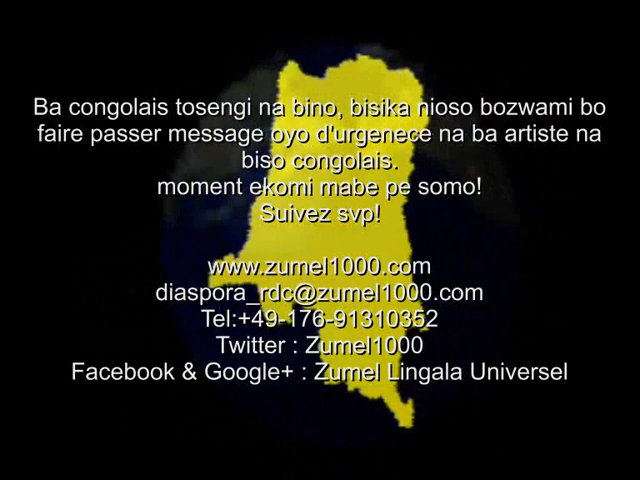 Ba congolais tosengi na bino, bisika nioso bozwami bo
faire passer message oyo d'urgenece na ba artiste na
biso congolais.
moment ekomi mabe pe somo!
Suivez svp!
www.zumel1000.com
diaspora_rdc@zumel1000.com
Tel:+49-176-91310352
Twitter : Zumel1000
Facebook & Google+ : Zumel Lingala Universel